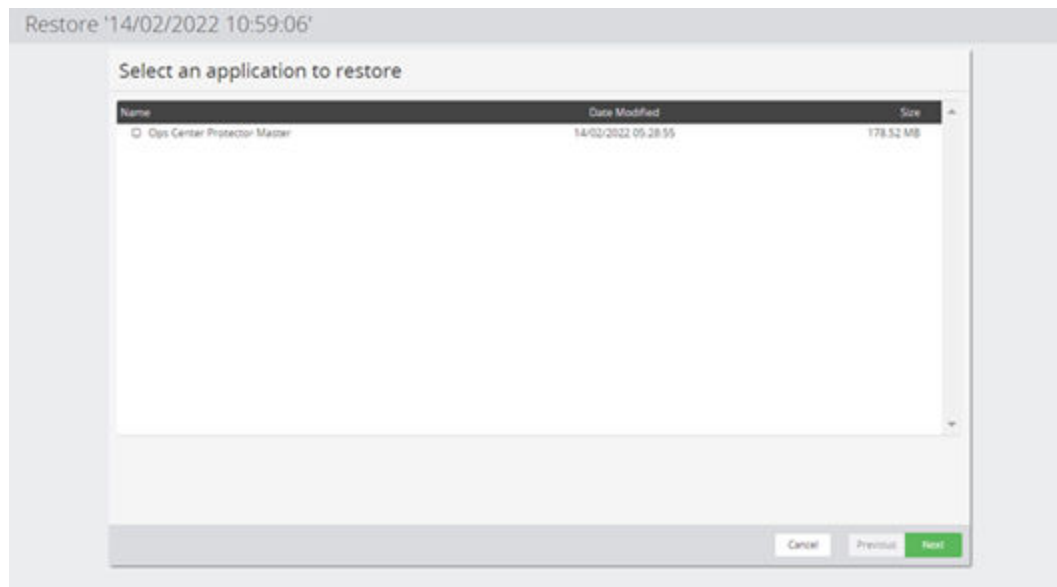 Restore '14/02/2022 10:59:06'
Select an application to restore
Name Date Modified Size
Ops Center Protector Master 14/02/2022 05:28:55 178.52 MB
Cancel Previous Next